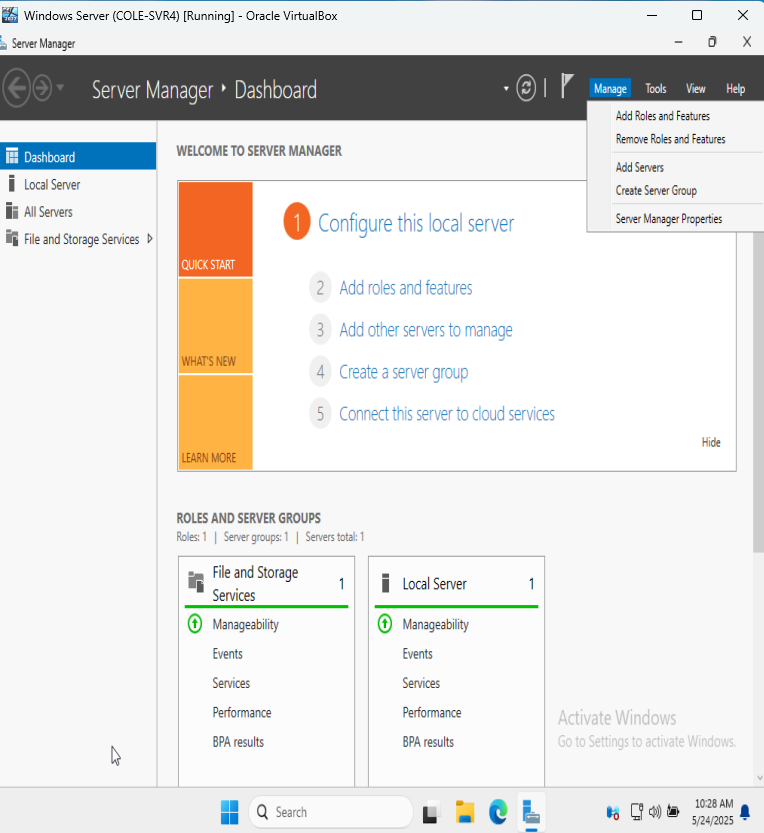 Windows Server (COLE-SVR4) [Running] - Oracle VirtualBox
Server Manager
Server Manager ‣ Dashboard
Manage Tools View Help
Add Roles and Features
Remove Roles and Features
Add Servers
Create Server Group
Server Manager Properties
Dashboard
Local Server
All Servers
File and Storage Services
WELCOME TO SERVER MANAGER
QUICK START
WHAT'S NEW
LEARN MORE
1 Configure this local server
2 Add roles and features
3 Add other servers to manage
4 Create a server group
5 Connect this server to cloud services
Hide
ROLES AND SERVER GROUPS
Roles: 1 | Server groups: 1 | Servers total: 1
File and Storage
Services 1
Manageability
Events
Services
Performance
BPA results
Local Server 1
Manageability
Events
Services
Performance
BPA results
Activate Windows
Go to Settings to activate Windows.
Search
10:28 AM
5/24/2025